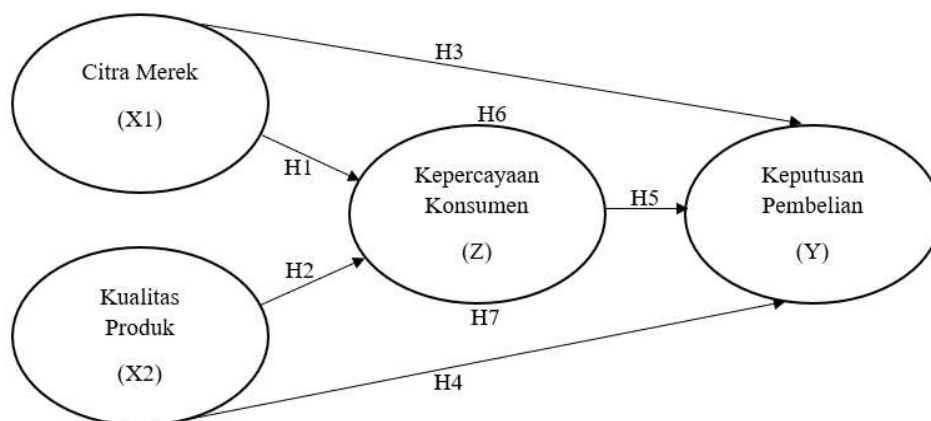 Citra Merek
(X1)
H3
H6
H1
Kepercayaan
Konsumen
(Z)
H5
Keputusan
Pembelian
(Y)
H2
Kualitas
Produk
(X2)
H7
H4